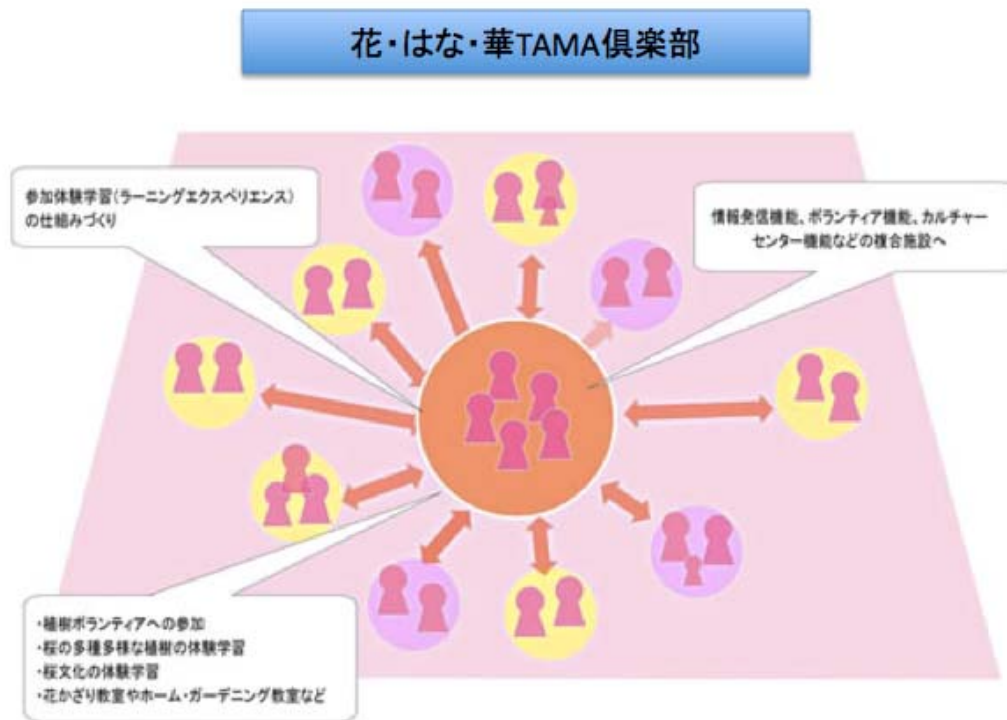 花・はな・華TAMA倶楽部
参加体験学習(ラーニングエクスペリエンス)
の仕組みづくり
情報発信機能、ボランティア機能、カルチャー
センター機能などの複合施設へ
・植樹ボランティアへの参加
・桜の多種多様な植樹の体験学習
・桜文化の体験学習
・花かざり教室やホーム・ガーデニング教室など